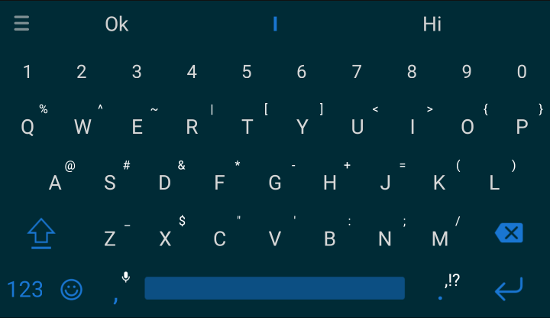 Ok I Hi
1 2 3 4 5 6 7 8 9 0
% ^ ~ | [ ] < > { }
Q W E R T Y U I O P
@ # & * - + = ( )
A S D F G H J K L
_ $ " ' : ; /
Z X C V B N M
123 , . ,!?